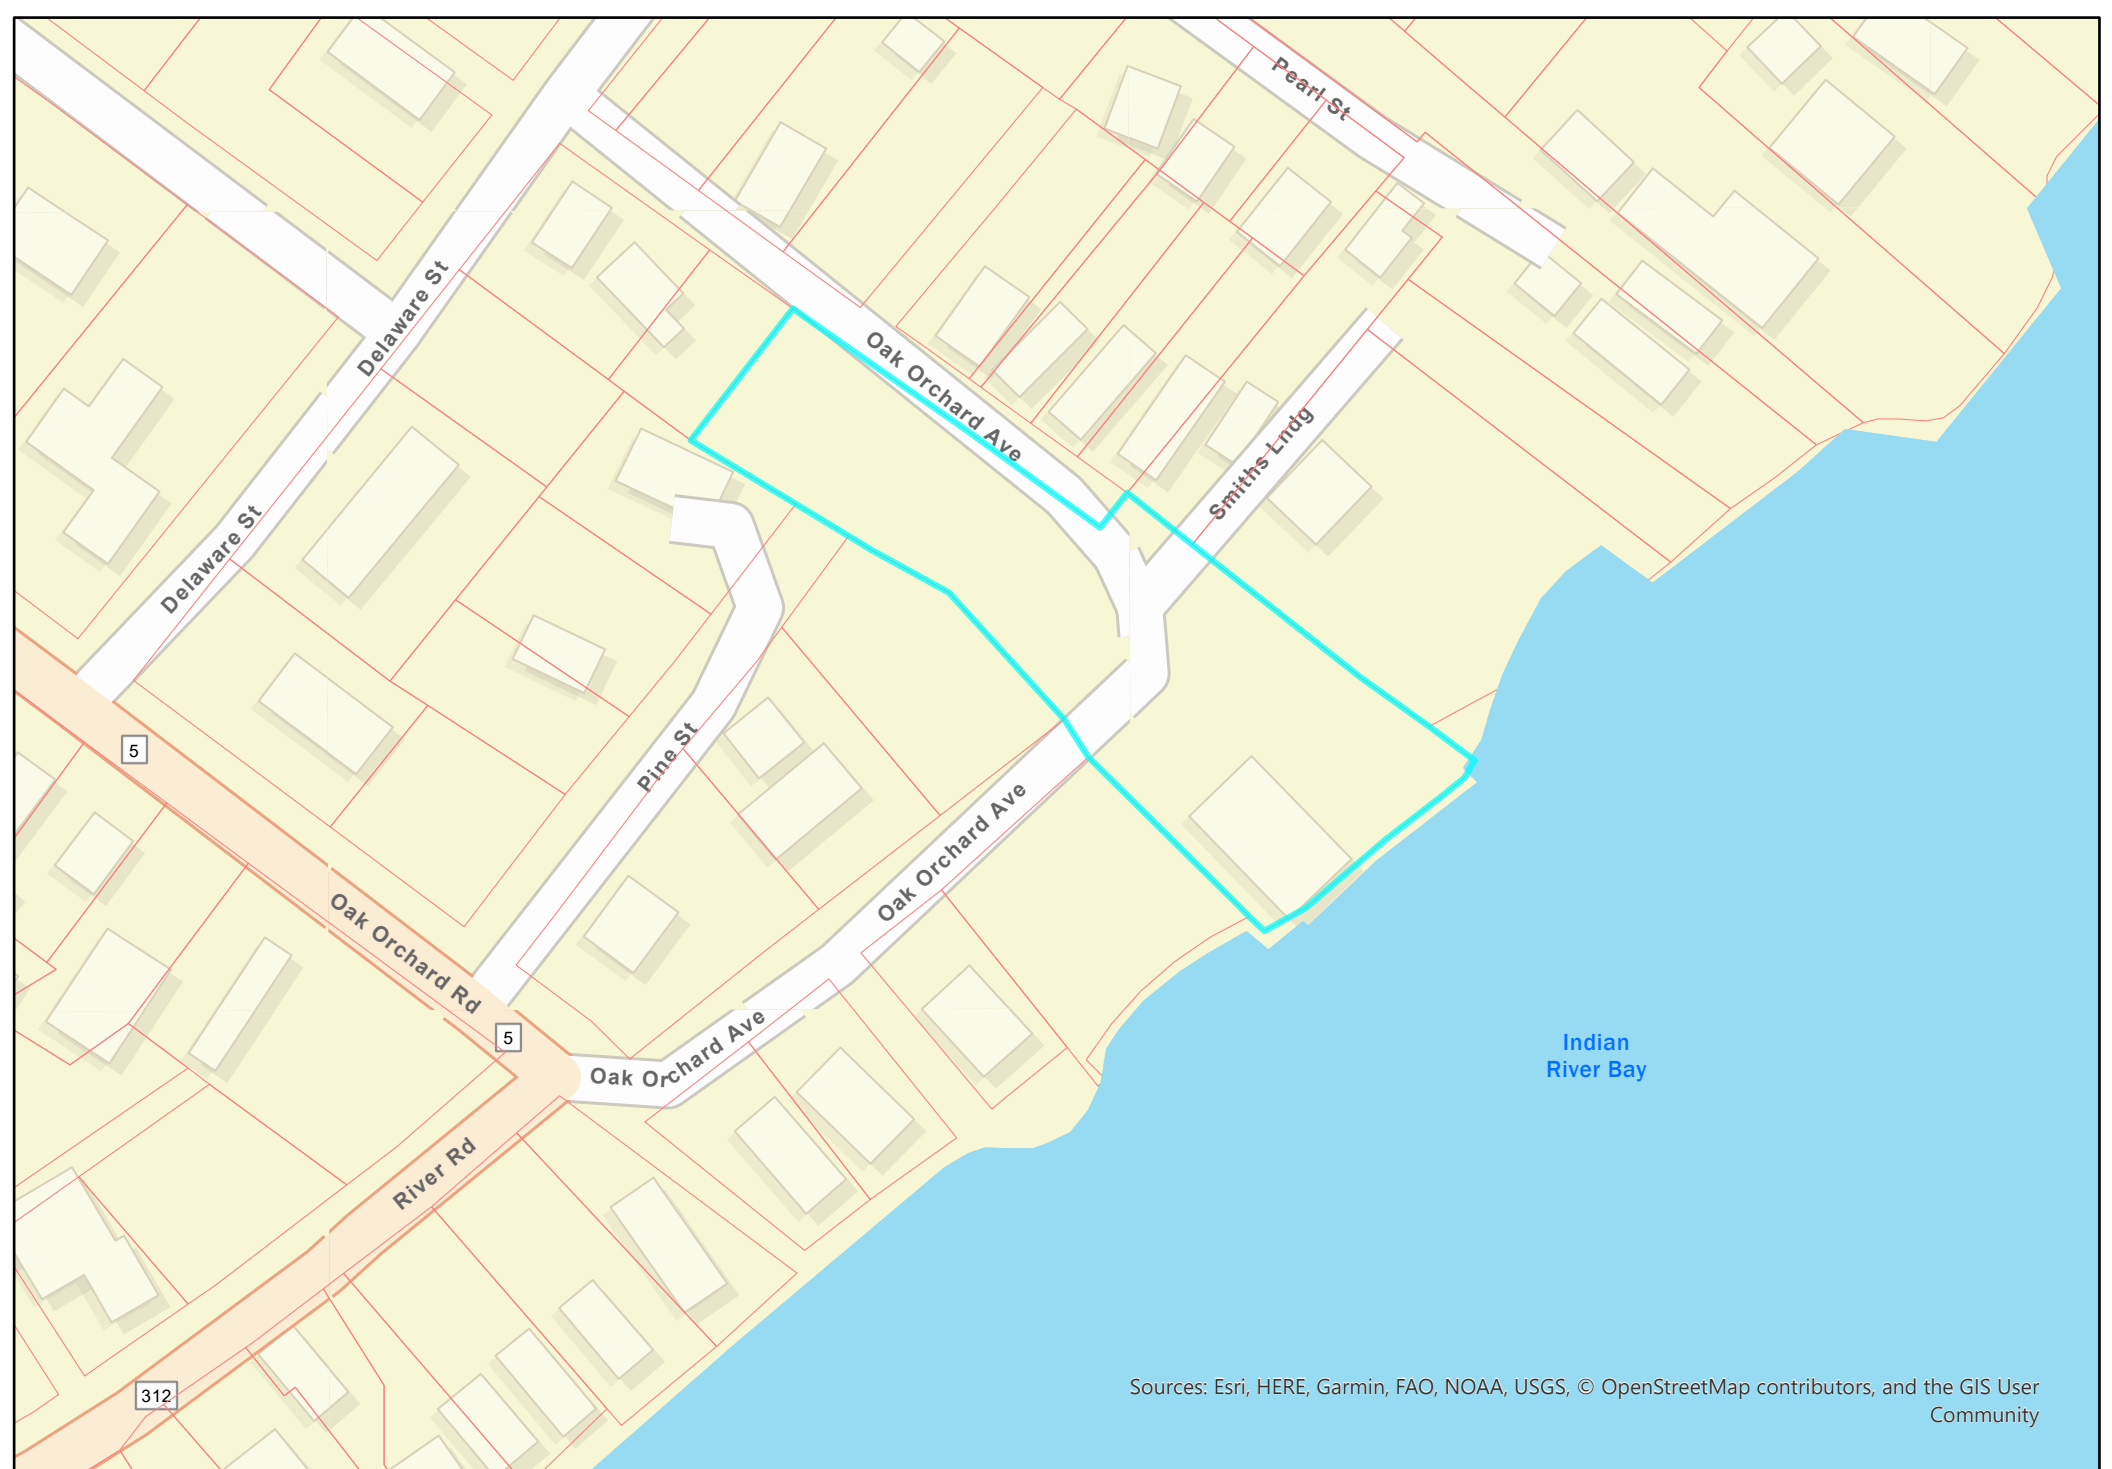 Pearl St
Delaware St
Oak Orchard Ave
Smiths Lndg
Delaware St
5
Pine St
Oak Orchard Ave
Oak Orchard Rd
5
Oak Orchard Ave
Indian
River Bay
River Rd
312
Sources: Esri, HERE, Garmin, FAO, NOAA, USGS, © OpenStreetMap contributors, and the GIS User
Community